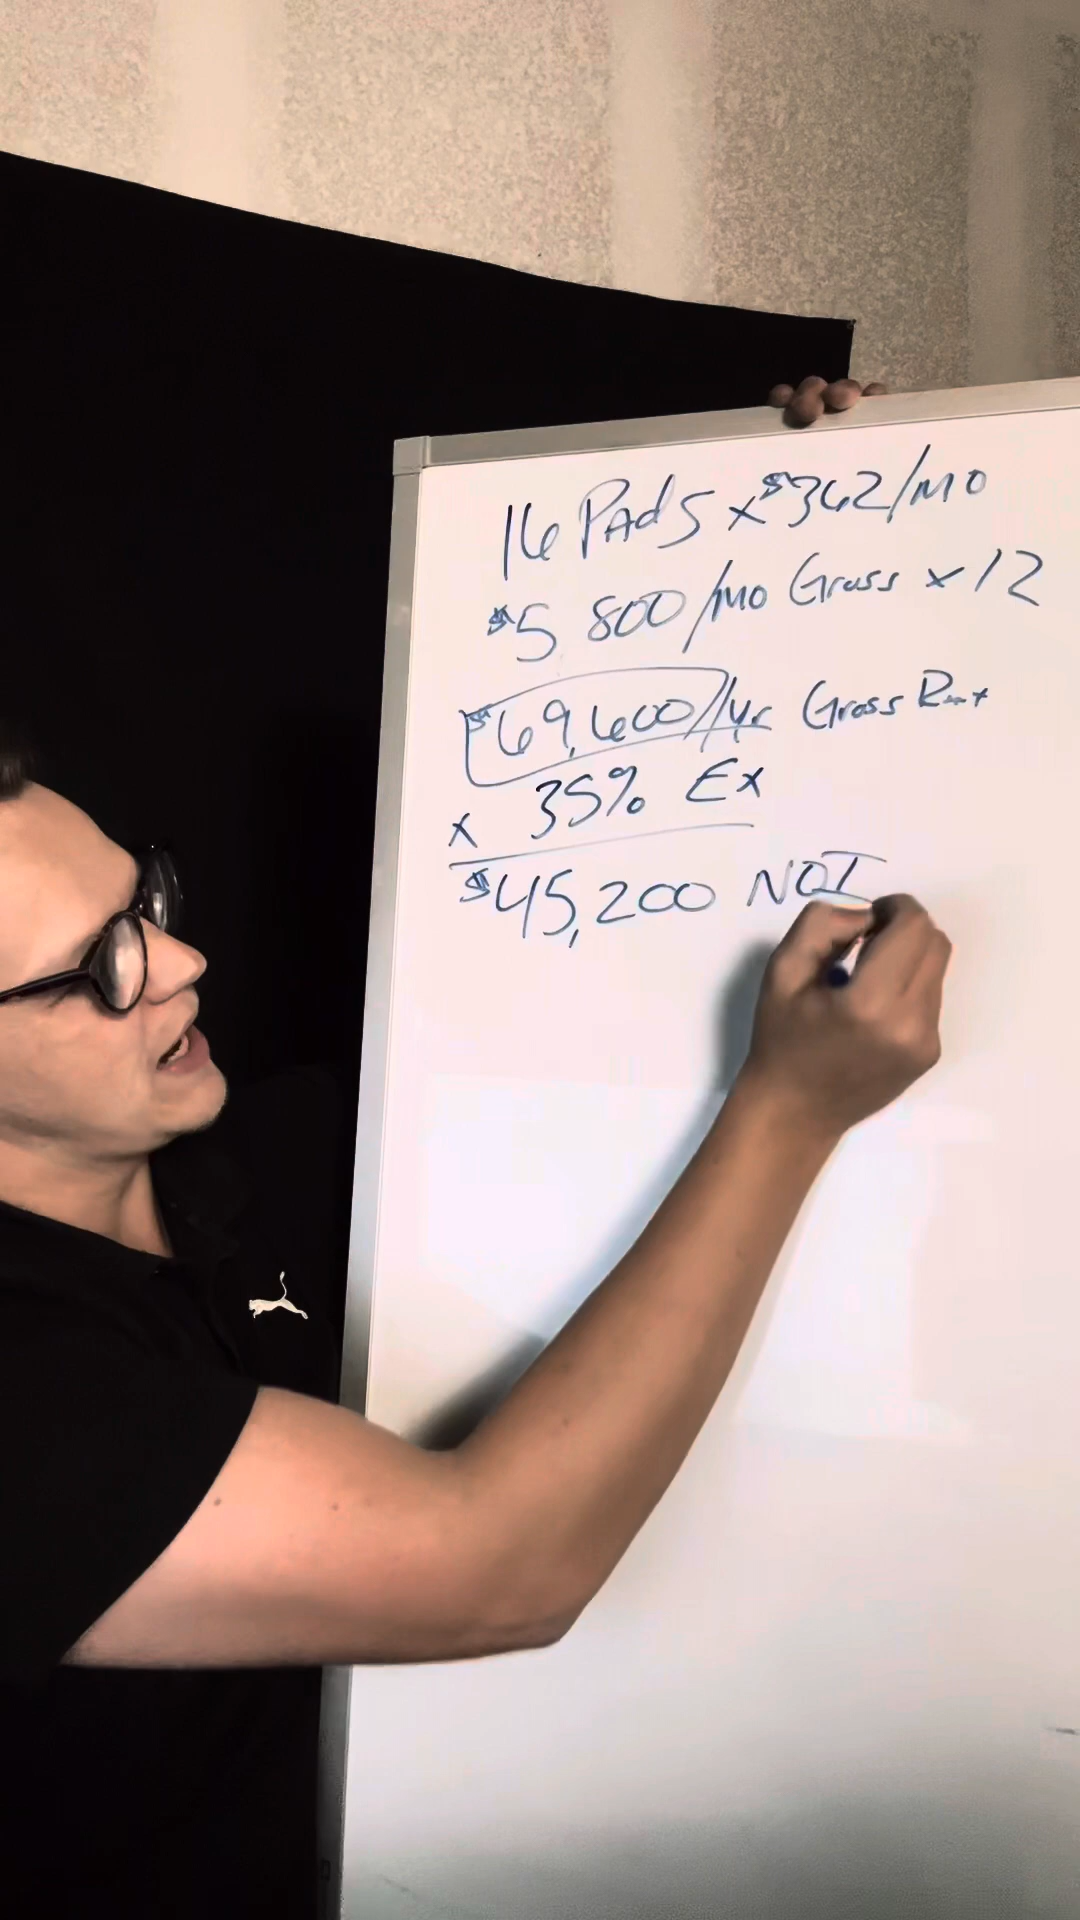 16 PAdS x $362/MO
$5 800/MO Gross x 12
$69,600/yr Gross Rent
x 35% Ex
$45,200 NOI